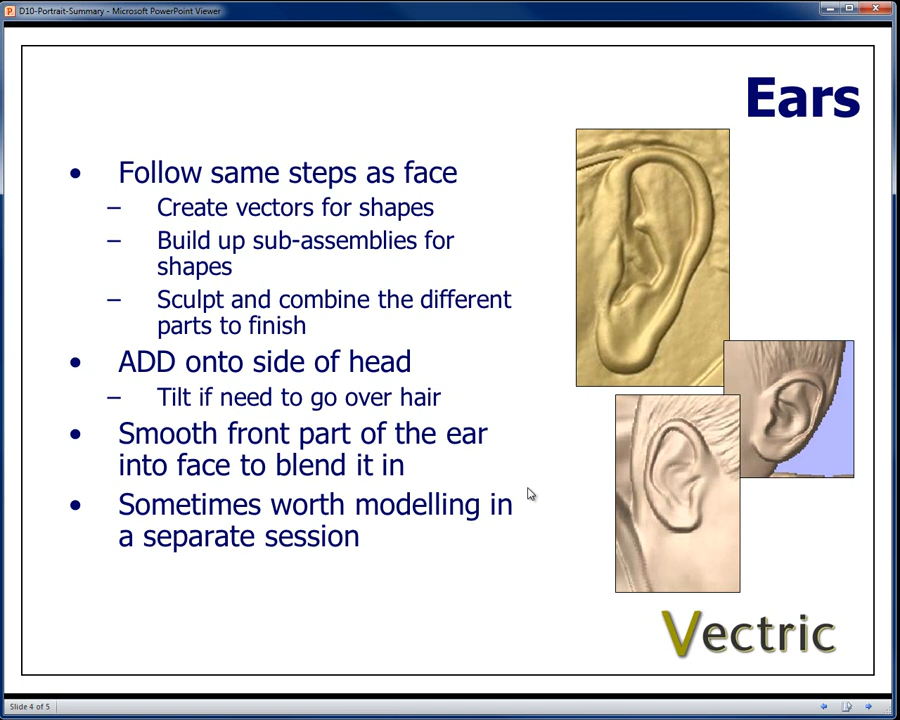 D10-Portrait-Summary - Microsoft PowerPoint Viewer
Ears
• Follow same steps as face
– Create vectors for shapes
– Build up sub-assemblies for
shapes
– Sculpt and combine the different
parts to finish
• ADD onto side of head
– Tilt if need to go over hair
• Smooth front part of the ear
into face to blend it in
• Sometimes worth modelling in
a separate session
Vectric
Slide 4 of 5